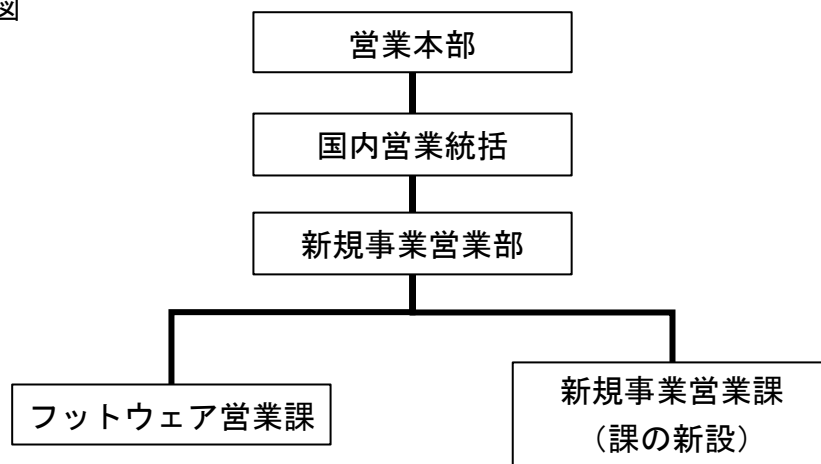 図
営業本部
国内営業統括
新規事業営業部
フットウェア営業課
新規事業営業課
（課の新設）